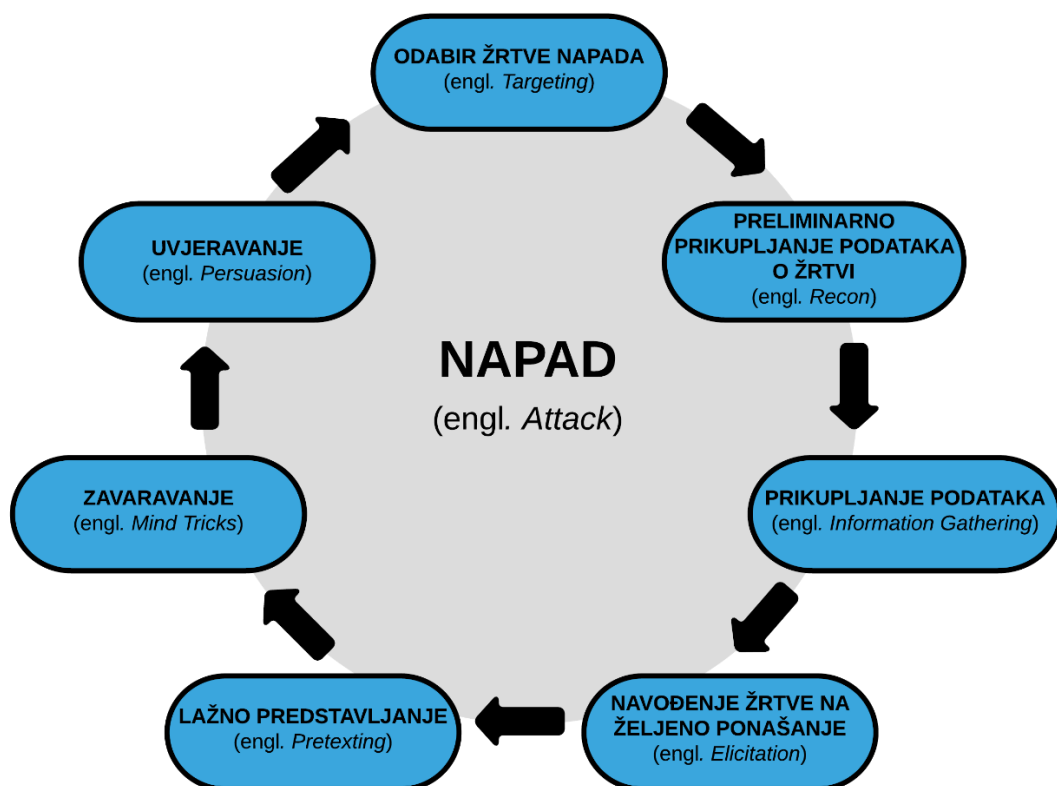 ODABIR ŽRTVE NAPADA
(engl. Targeting)
PRELIMINARNO
PRIKUPLJANJE PODATAKA
O ŽRTVI
(engl. Recon)
PRIKUPLJANJE PODATAKA
(engl. Information Gathering)
NAVOĐENJE ŽRTVE NA
ŽELJENO PONAŠANJE
(engl. Elicitation)
LAŽNO PREDSTAVLJANJE
(engl. Pretexting)
ZAVARAVANJE
(engl. Mind Tricks)
UVJERAVANJE
(engl. Persuasion)
NAPAD
(engl. Attack)